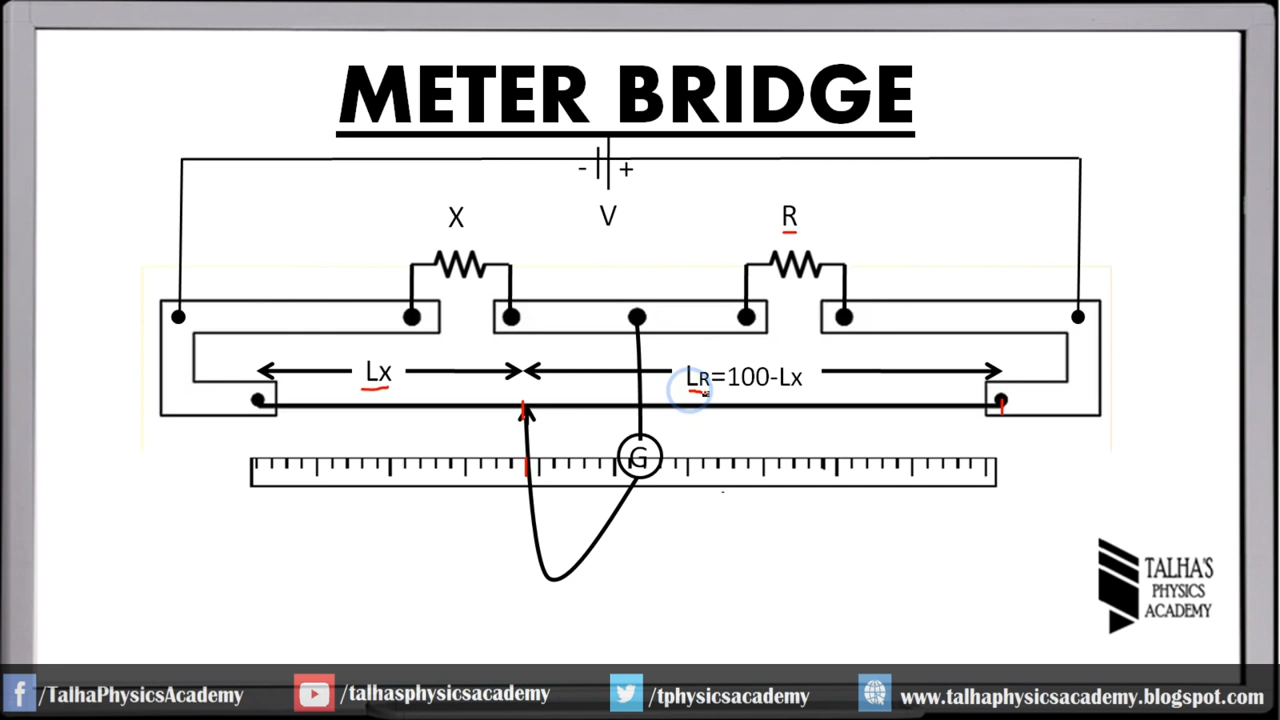 METER BRIDGE
- +
X V R
Lx LR=100-Lx
G
TALHA'S
PHYSICS
ACADEMY
/TalhaPhysicsAcademy /talhasphysicsacademy /tphysicsacademy www.talhaphysicsacademy.blogspot.com